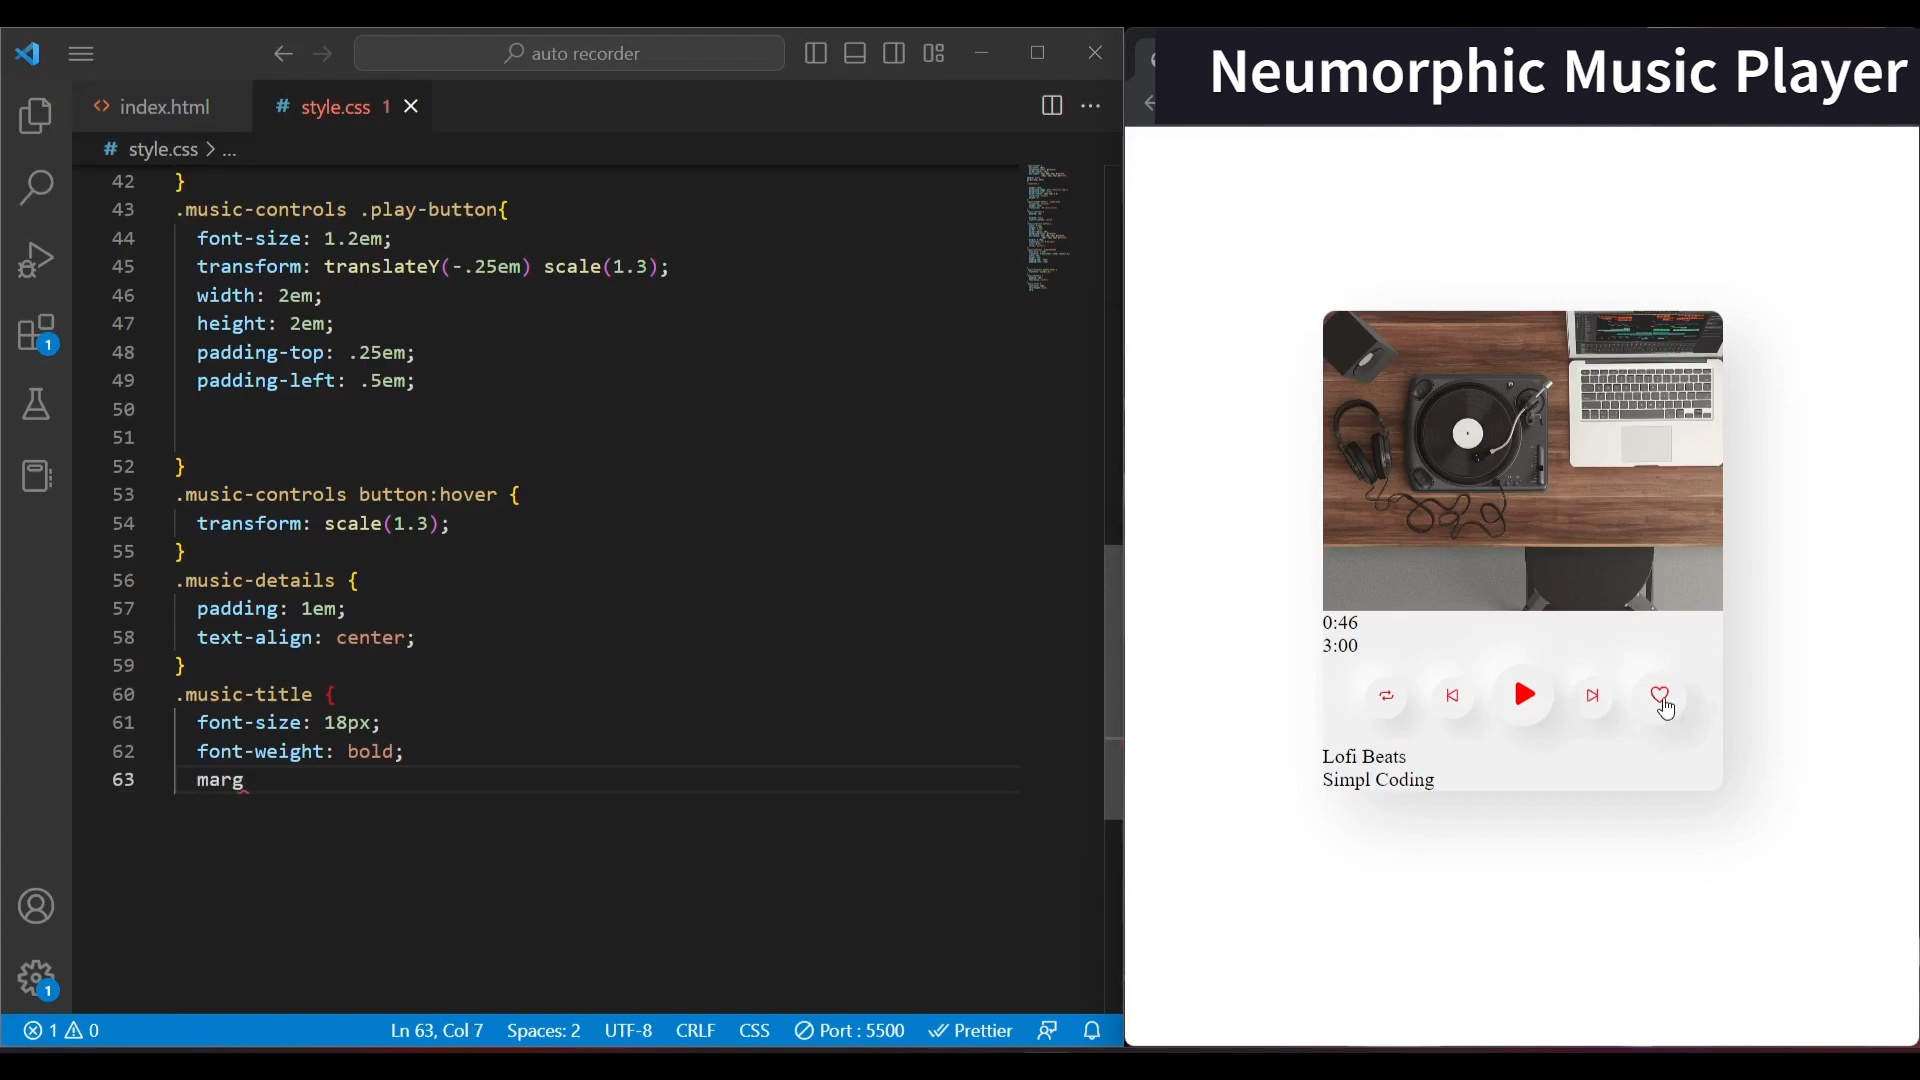 auto recorder
Neumorphic Music Player
index.html
# style.css 1
# style.css > ...
42 }
43 .music-controls .play-button{
44 font-size: 1.2em;
45 transform: translateY(-.25em) scale(1.3);
46 width: 2em;
47 height: 2em;
48 padding-top: .25em;
49 padding-left: .5em;
50
51
52 }
53 .music-controls button:hover {
54 transform: scale(1.3);
55 }
56 .music-details {
57 padding: 1em;
58 text-align: center;
59 }
60 .music-title {
61 font-size: 18px;
62 font-weight: bold;
63 marg
1
1
0:46
3:00
Lofi Beats
Simpl Coding
1 0 Ln 63, Col 7 Spaces: 2 UTF-8 CRLF CSS Port : 5500 Prettier